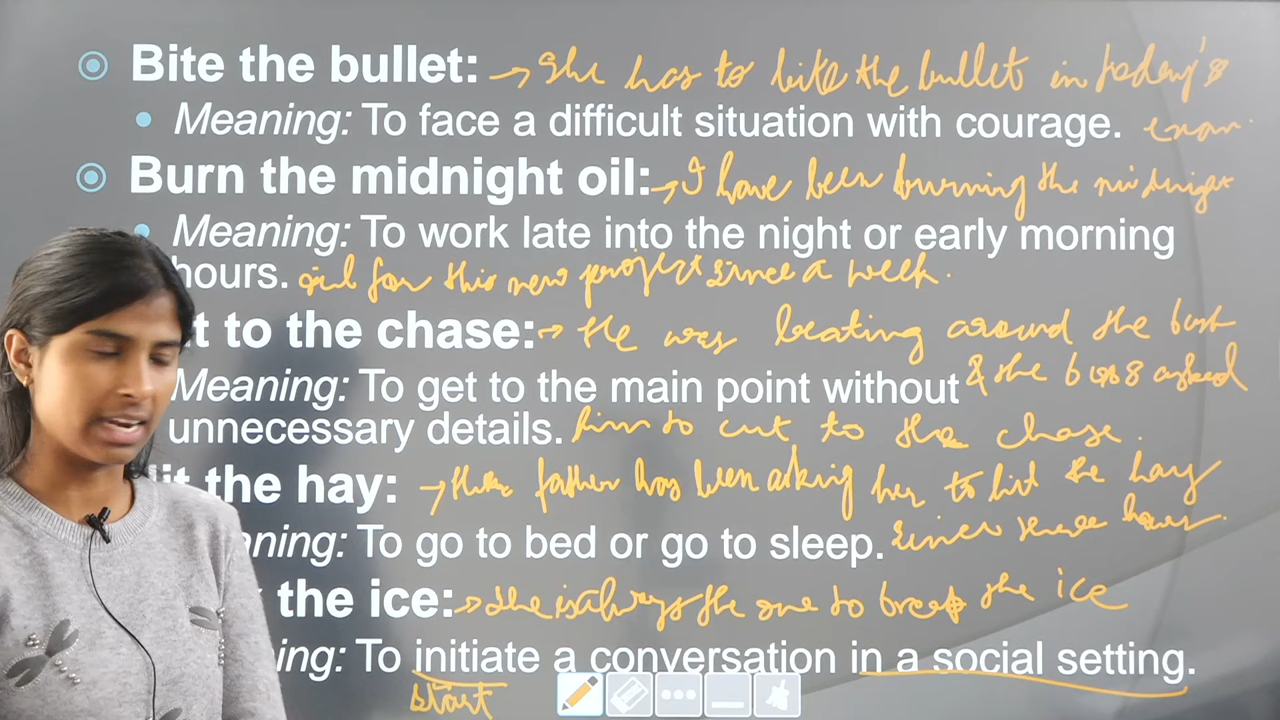 Bite the bullet: → She has to bite the bullet in today's
Meaning: To face a difficult situation with courage. exam.
Burn the midnight oil: → I have been burning the midnight
Meaning: To work late into the night or early morning
hours. oil for this new project since a week.
t to the chase: → He was beating around the bush
Meaning: To get to the main point without & the boss asked
unnecessary details. him to cut to the chase.
it the hay: → father has been asking her to hit the hay
aning: To go to bed or go to sleep. since three hours.
the ice: → She is always the one to break the ice
ing: To initiate a conversation in a social setting.
start